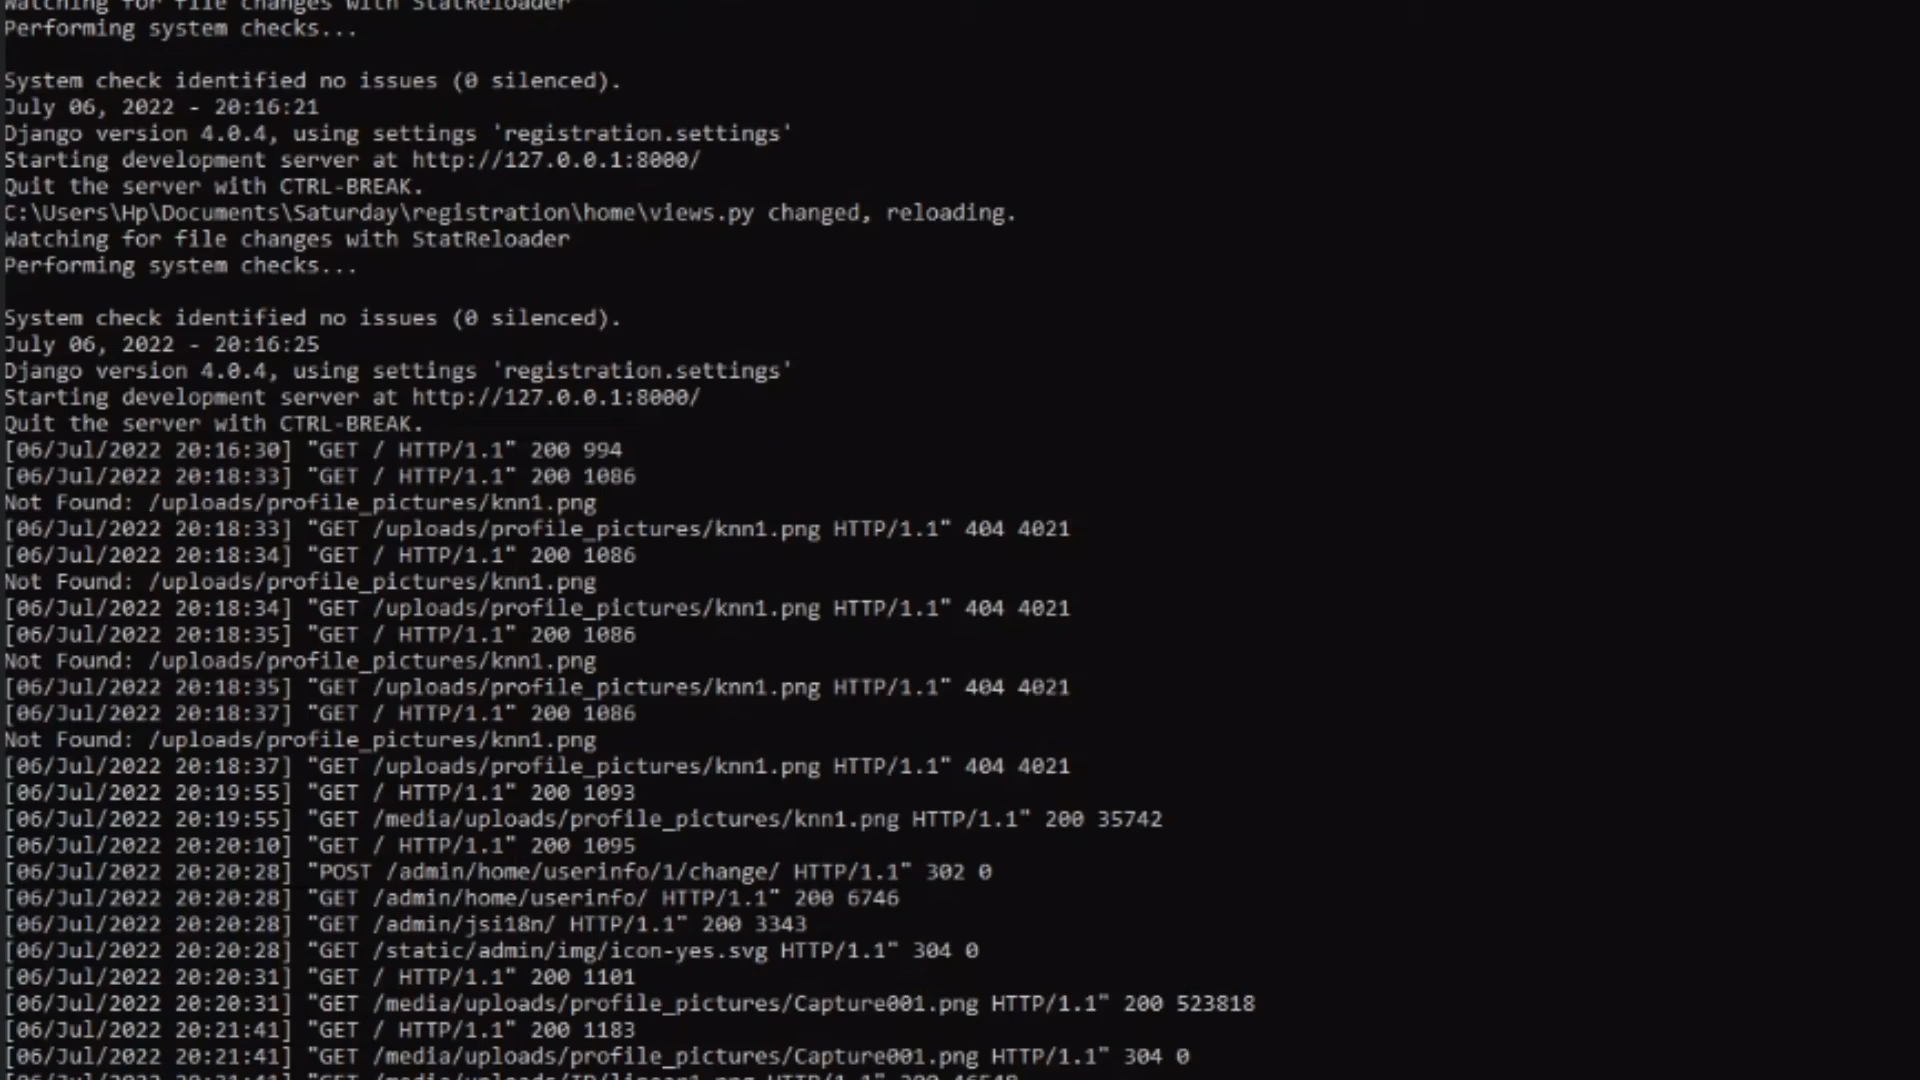 Watching for file changes with StatReloader
Performing system checks...
System check identified no issues (0 silenced).
July 06, 2022 - 20:16:21
Django version 4.0.4, using settings 'registration.settings'
Starting development server at http://127.0.0.1:8000/
Quit the server with CTRL-BREAK.
C:\Users\Hp\Documents\Saturday\registration\home\views.py changed, reloading.
Watching for file changes with StatReloader
Performing system checks...
System check identified no issues (0 silenced).
July 06, 2022 - 20:16:25
Django version 4.0.4, using settings 'registration.settings'
Starting development server at http://127.0.0.1:8000/
Quit the server with CTRL-BREAK.
[06/Jul/2022 20:16:30] "GET / HTTP/1.1" 200 994
[06/Jul/2022 20:18:33] "GET / HTTP/1.1" 200 1086
Not Found: /uploads/profile_pictures/knn1.png
[06/Jul/2022 20:18:33] "GET /uploads/profile_pictures/knn1.png HTTP/1.1" 404 4021
[06/Jul/2022 20:18:34] "GET / HTTP/1.1" 200 1086
Not Found: /uploads/profile_pictures/knn1.png
[06/Jul/2022 20:18:34] "GET /uploads/profile_pictures/knn1.png HTTP/1.1" 404 4021
[06/Jul/2022 20:18:35] "GET / HTTP/1.1" 200 1086
Not Found: /uploads/profile_pictures/knn1.png
[06/Jul/2022 20:18:35] "GET /uploads/profile_pictures/knn1.png HTTP/1.1" 404 4021
[06/Jul/2022 20:18:37] "GET / HTTP/1.1" 200 1086
Not Found: /uploads/profile_pictures/knn1.png
[06/Jul/2022 20:18:37] "GET /uploads/profile_pictures/knn1.png HTTP/1.1" 404 4021
[06/Jul/2022 20:19:55] "GET / HTTP/1.1" 200 1093
[06/Jul/2022 20:19:55] "GET /media/uploads/profile_pictures/knn1.png HTTP/1.1" 200 35742
[06/Jul/2022 20:20:10] "GET / HTTP/1.1" 200 1095
[06/Jul/2022 20:20:28] "POST /admin/home/userinfo/1/change/ HTTP/1.1" 302 0
[06/Jul/2022 20:20:28] "GET /admin/home/userinfo/ HTTP/1.1" 200 6746
[06/Jul/2022 20:20:28] "GET /admin/jsi18n/ HTTP/1.1" 200 3343
[06/Jul/2022 20:20:28] "GET /static/admin/img/icon-yes.svg HTTP/1.1" 304 0
[06/Jul/2022 20:20:31] "GET / HTTP/1.1" 200 1101
[06/Jul/2022 20:20:31] "GET /media/uploads/profile_pictures/Capture001.png HTTP/1.1" 200 523818
[06/Jul/2022 20:21:41] "GET / HTTP/1.1" 200 1183
[06/Jul/2022 20:21:41] "GET /media/uploads/profile_pictures/Capture001.png HTTP/1.1" 304 0
[06/Jul/2022 20:21:41] "GET HTTP/1.1" 200